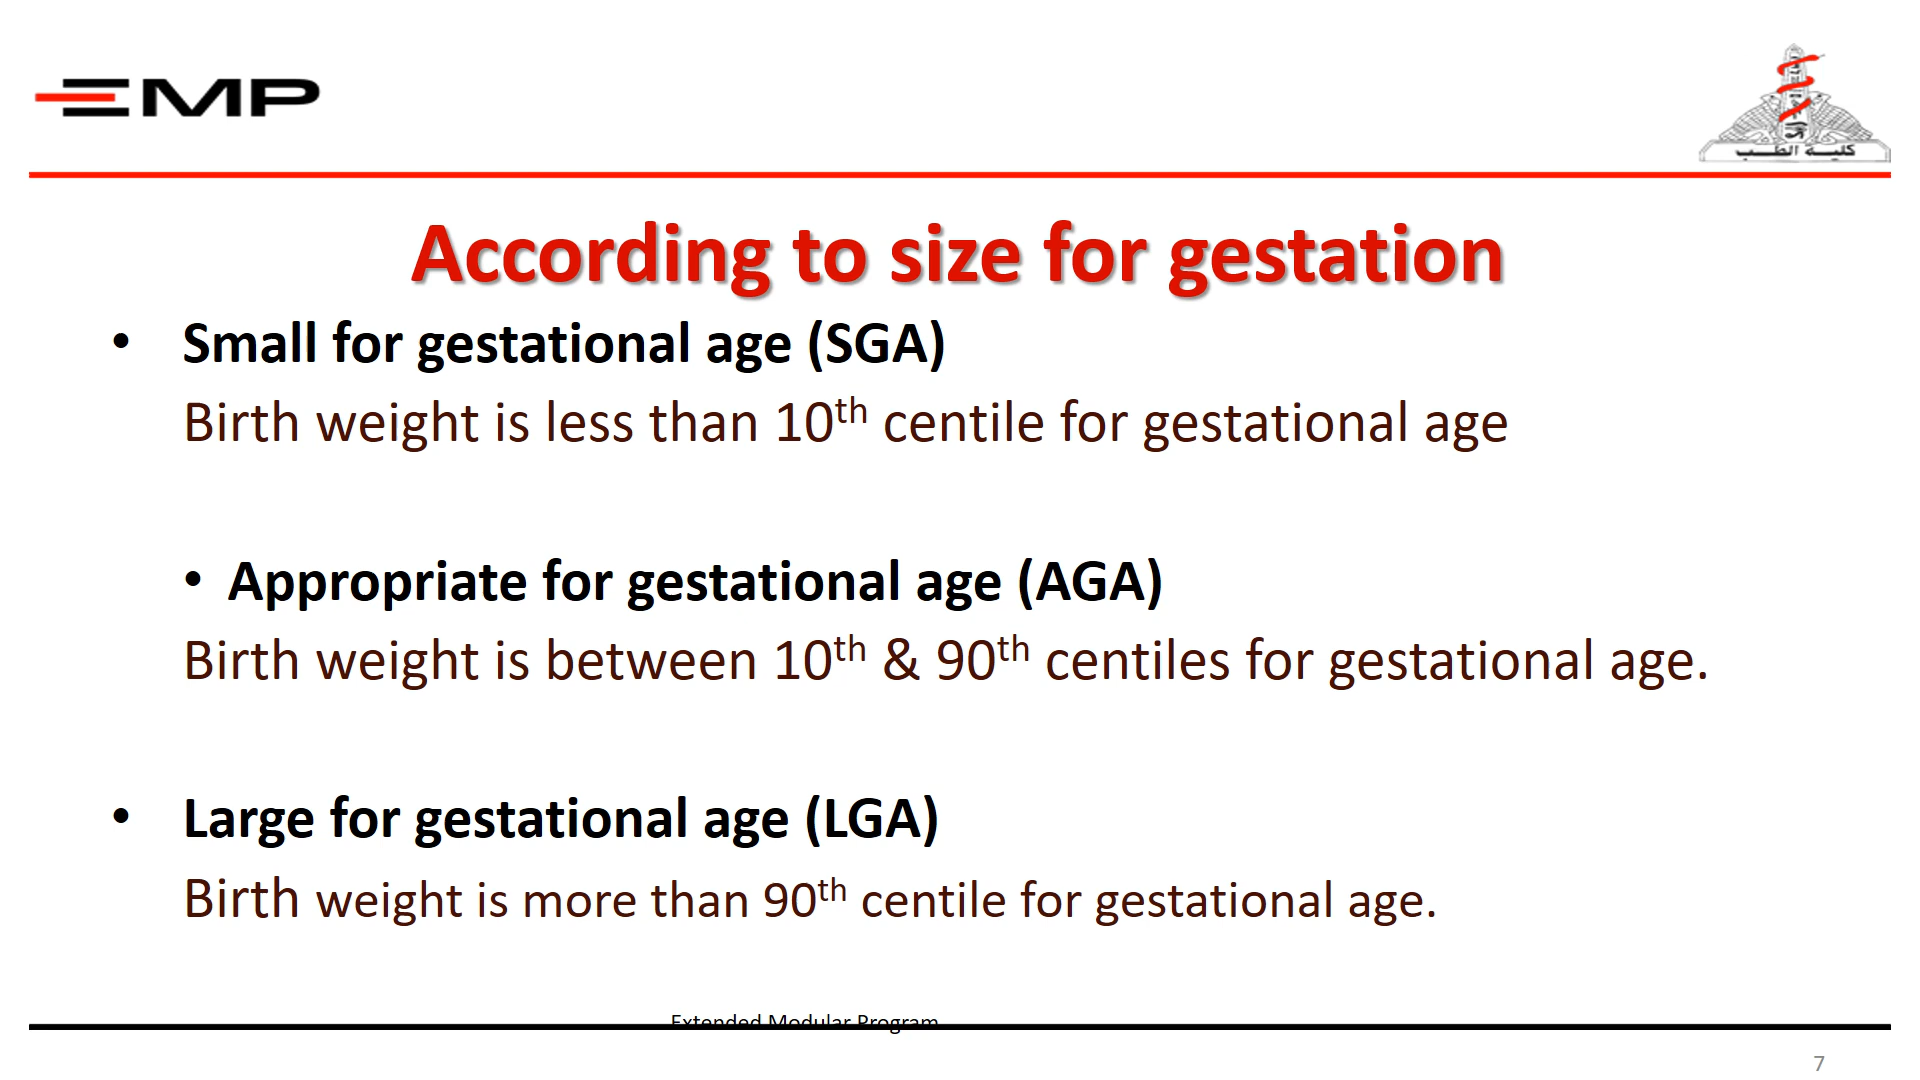 EMP
كلية الطب
According to size for gestation
• Small for gestational age (SGA)
Birth weight is less than 10th centile for gestational age
• Appropriate for gestational age (AGA)
Birth weight is between 10th & 90th centiles for gestational age.
• Large for gestational age (LGA)
Birth weight is more than 90th centile for gestational age.
Extended Modular Program
7